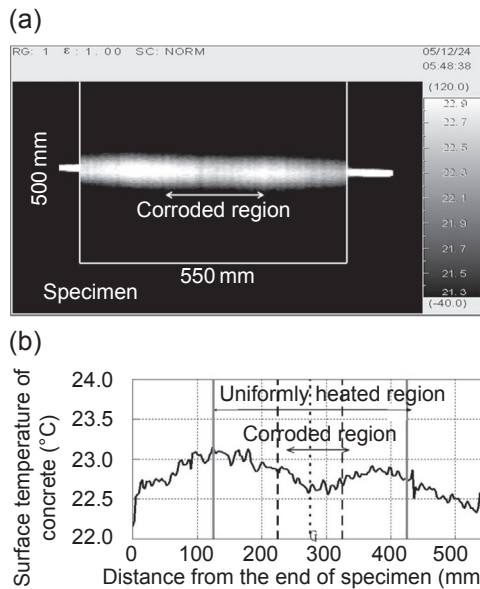 (a)
RG: 1 ε: 1.00 SC: NORM
05/12/24
05:48:38
(120.0)
22.9
22.7
22.5
22.3
22.1
21.9
21.7
21.5
21.3
(-40.0)
500 mm
Corroded region
550 mm
Specimen
(b)
Surface temperature of
concrete (°C)
24.0
23.5
23.0
22.5
22.0
Uniformly heated region
Corroded region
0 100 200 300 400 500
Distance from the end of specimen (mm